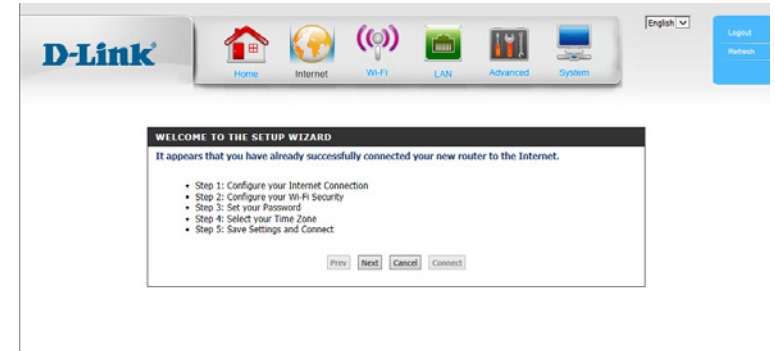 English
Logout
Refresh
D-Link
Home Internet Wi-Fi LAN Advanced System
WELCOME TO THE SETUP WIZARD
It appears that you have already successfully connected your new router to the Internet.
• Step 1: Configure your Internet Connection
• Step 2: Configure your Wi-Fi Security
• Step 3: Set your Password
• Step 4: Select your Time Zone
• Step 5: Save Settings and Connect
Prev Next Cancel Connect